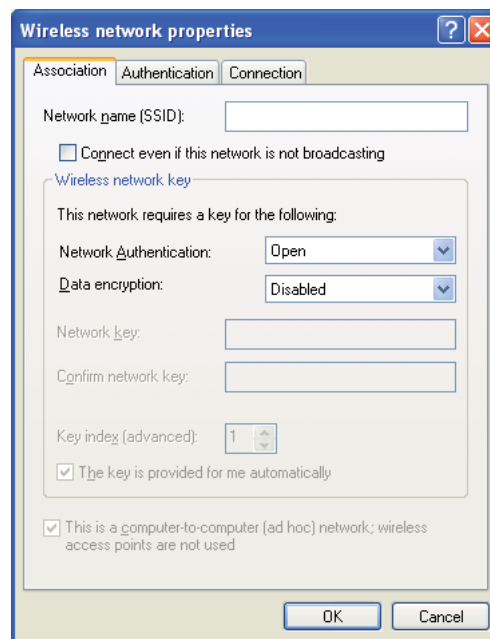 Wireless network properties
Association Authentication Connection
Network name (SSID):
Connect even if this network is not broadcasting
Wireless network key
This network requires a key for the following:
Network Authentication: Open
Data encryption: Disabled
Network key:
Confirm network key:
Key index (advanced): 1
The key is provided for me automatically
This is a computer-to-computer (ad hoc) network; wireless
access points are not used
OK Cancel